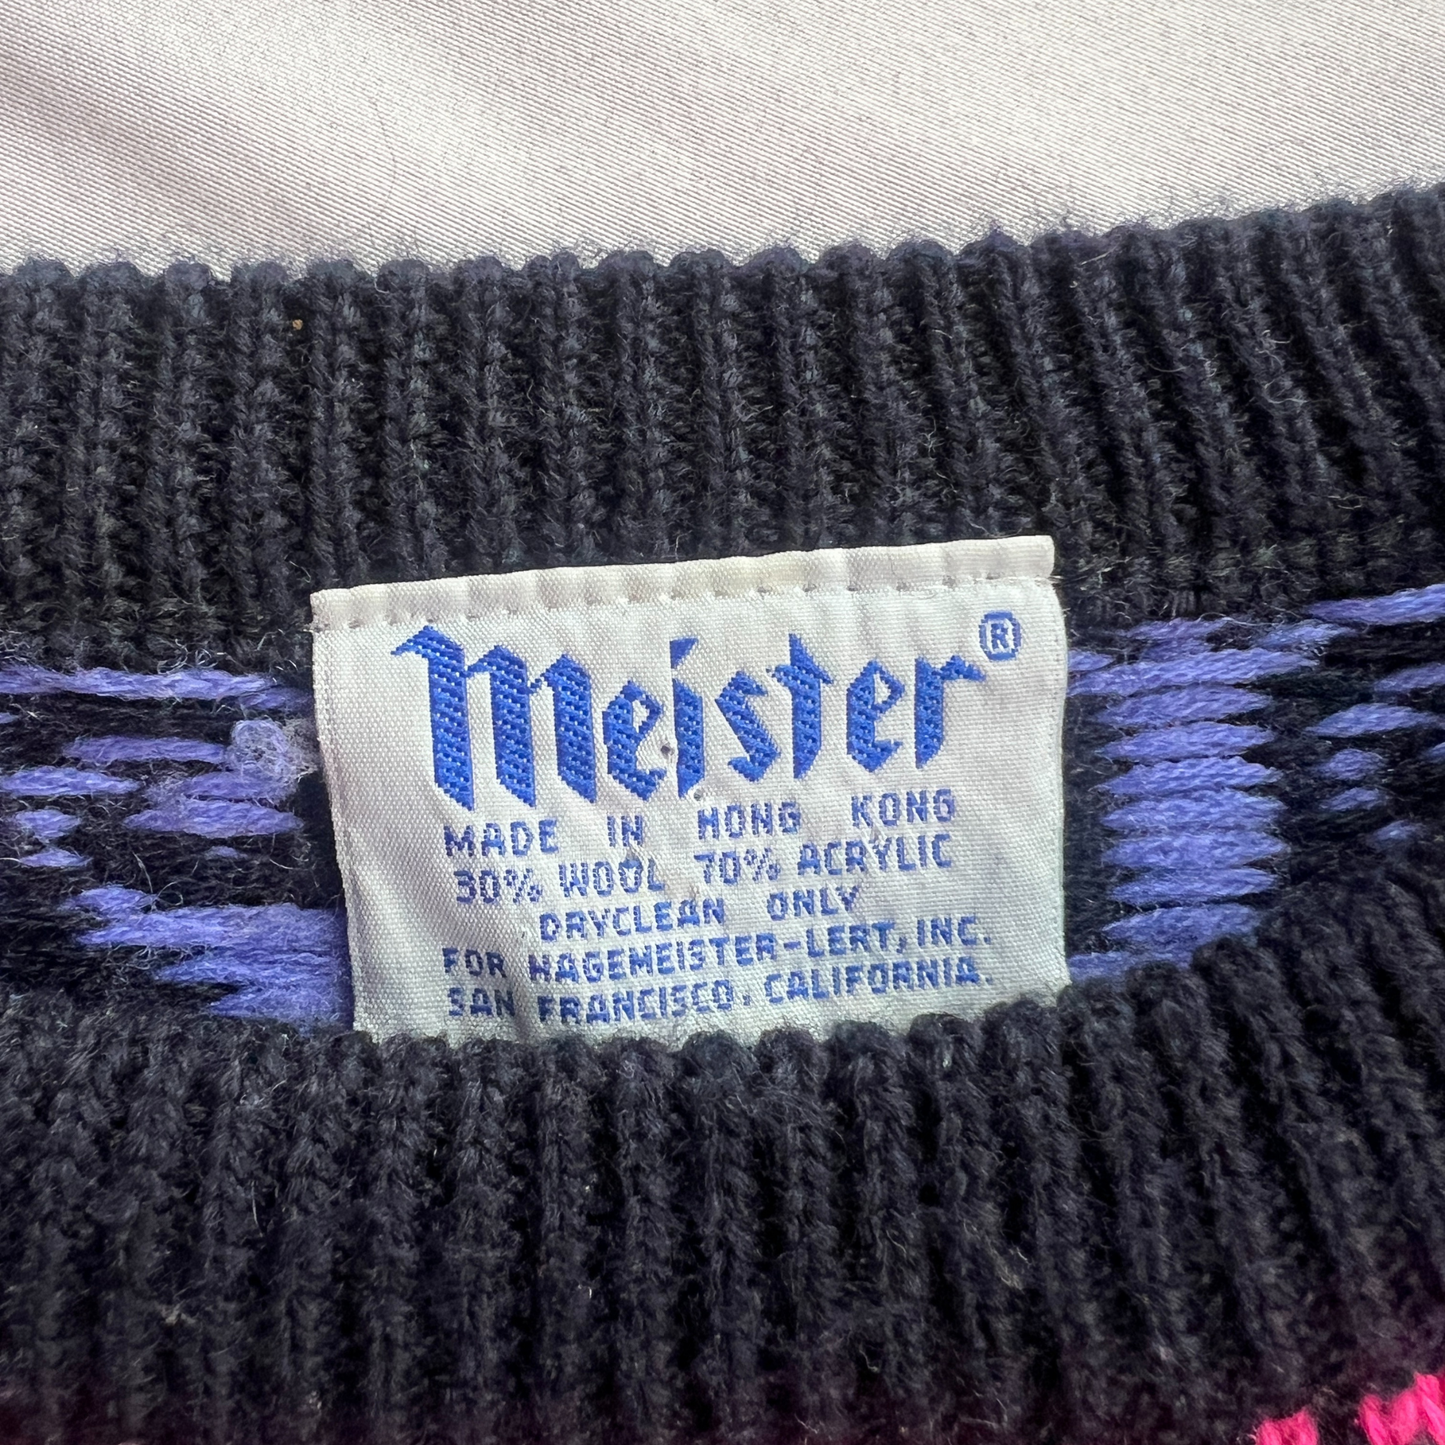 Meister®
MADE IN HONG KONG
30% WOOL 70% ACRYLIC
DRYCLEAN ONLY
FOR HAGEMEISTER-LERT, INC.
SAN FRANCISCO. CALIFORNIA.